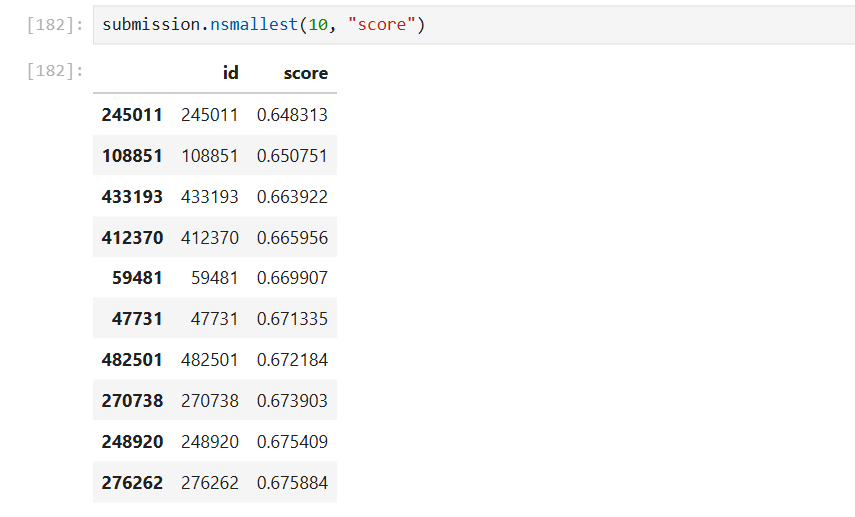 [182]: submission.nsmallest(10, "score")
[182]:
id score
245011 245011 0.648313
108851 108851 0.650751
433193 433193 0.663922
412370 412370 0.665956
59481 59481 0.669907
47731 47731 0.671335
482501 482501 0.672184
270738 270738 0.673903
248920 248920 0.675409
276262 276262 0.675884